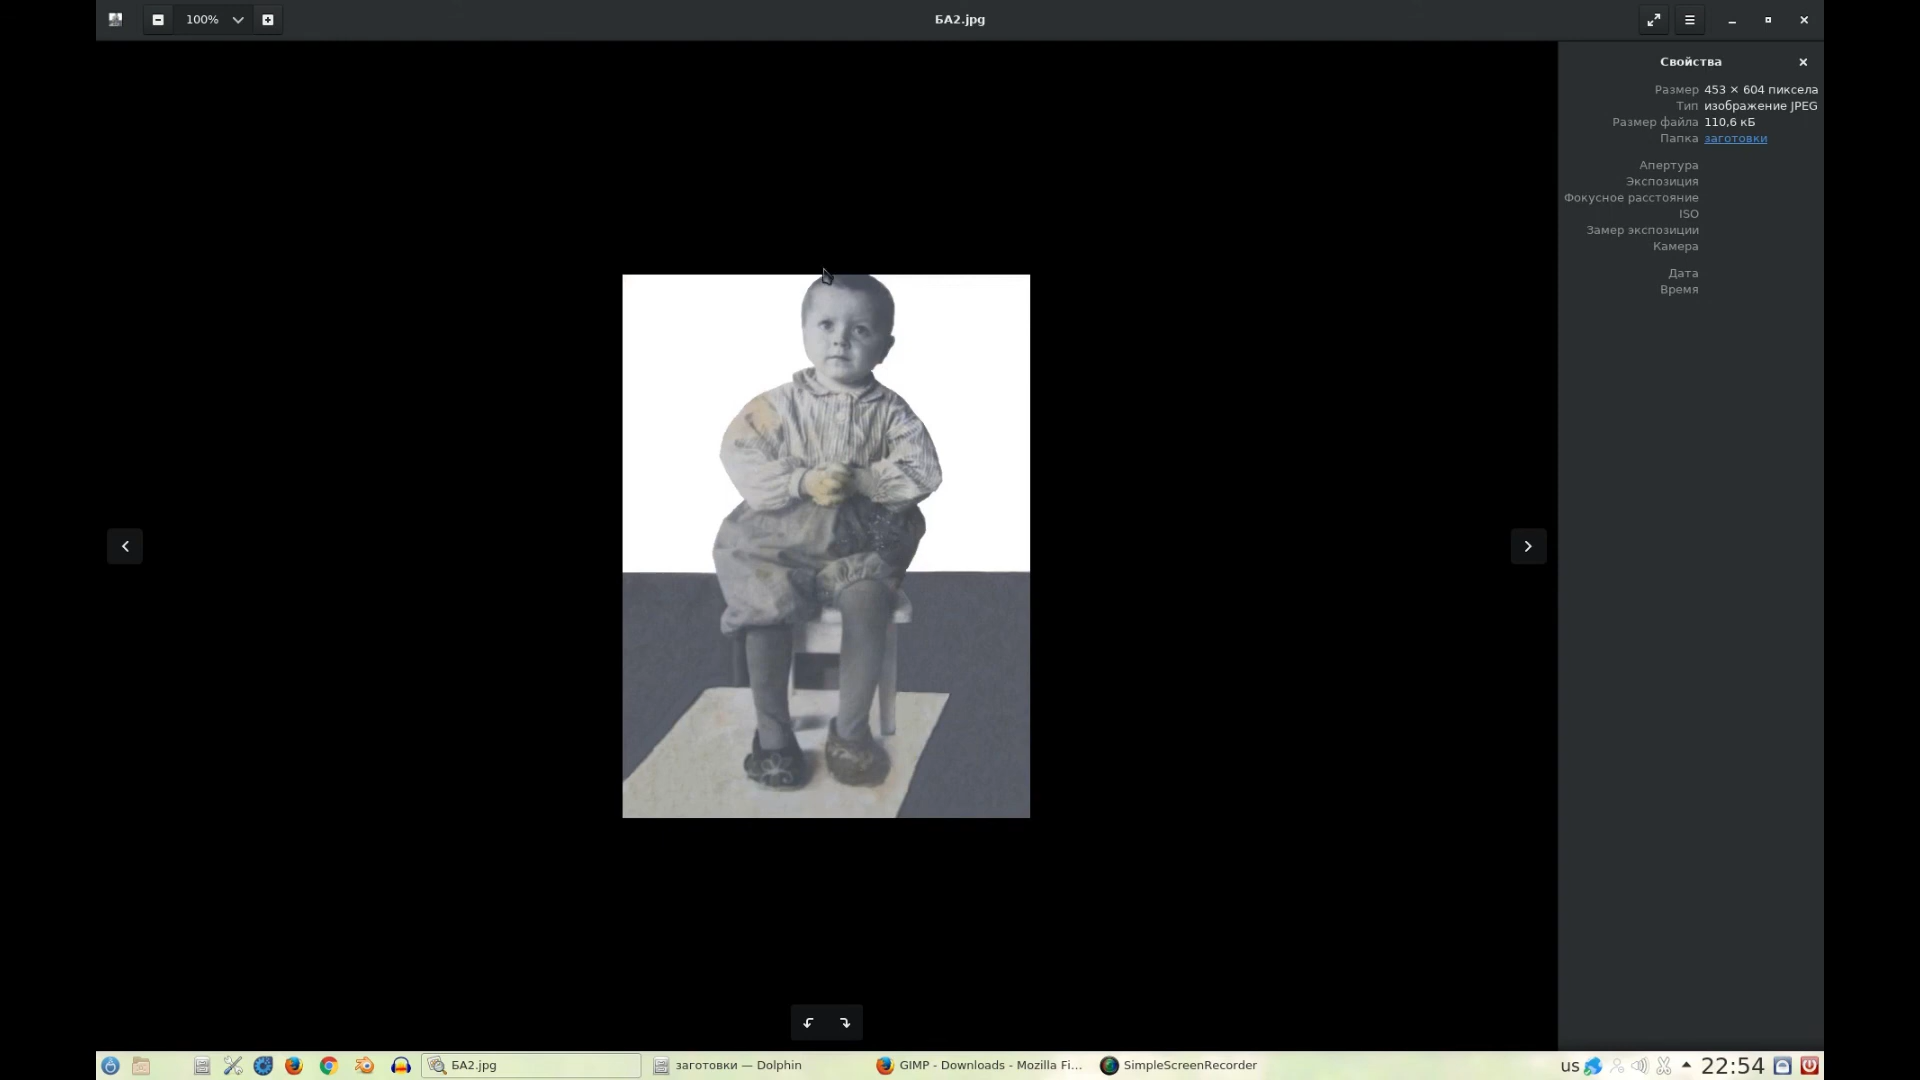 100%
БА2.jpg
Свойства
Размер 453 × 604 пиксела
Тип изображение JPEG
Размер файла 110,6 кБ
Папка заготовки
Апертура
Экспозиция
Фокусное расстояние
ISO
Замер экспозиции
Камера
Дата
Время
БА2.jpg
заготовки — Dolphin
GIMP - Downloads - Mozilla Fi...
SimpleScreenRecorder
us
22:54